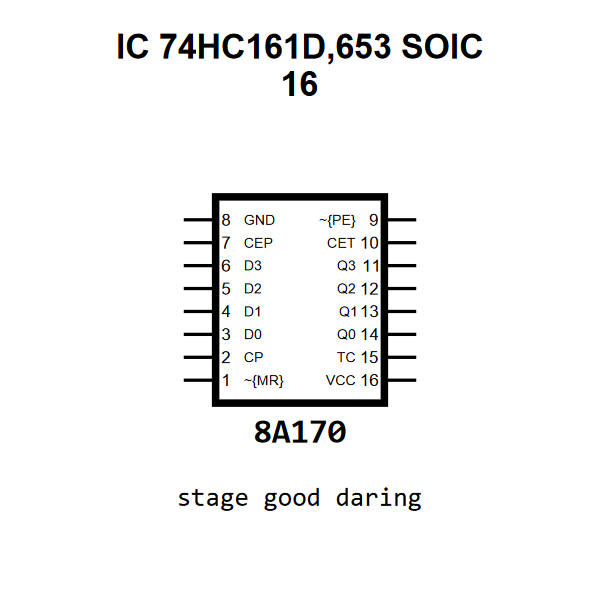 IC 74HC161D,653 SOIC
16
8 GND ~{PE} 9
7 CEP CET 10
6 D3 Q3 11
5 D2 Q2 12
4 D1 Q1 13
3 D0 Q0 14
2 CP TC 15
1 ~{MR} VCC 16
8A170
stage good daring